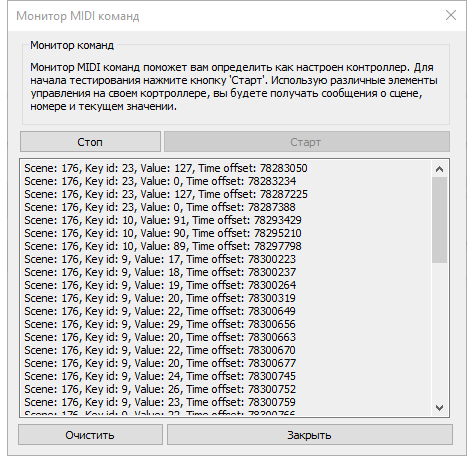 Монитор MIDI команд
Монитор команд
Монитор MIDI команд поможет вам определить как настроен контроллер. Для
начала тестирования нажмите кнопку 'Старт'. Использую различные элементы
управления на своем кортроллере, вы будете получать сообщения о сцене,
номере и текущем значении.
Стоп
Старт
Scene: 176, Key id: 23, Value: 127, Time offset: 78283050
Scene: 176, Key id: 23, Value: 0, Time offset: 78283234
Scene: 176, Key id: 23, Value: 127, Time offset: 78287225
Scene: 176, Key id: 23, Value: 0, Time offset: 78287388
Scene: 176, Key id: 10, Value: 91, Time offset: 78293429
Scene: 176, Key id: 10, Value: 90, Time offset: 78295210
Scene: 176, Key id: 10, Value: 89, Time offset: 78297798
Scene: 176, Key id: 9, Value: 17, Time offset: 78300223
Scene: 176, Key id: 9, Value: 18, Time offset: 78300237
Scene: 176, Key id: 9, Value: 19, Time offset: 78300264
Scene: 176, Key id: 9, Value: 20, Time offset: 78300319
Scene: 176, Key id: 9, Value: 22, Time offset: 78300649
Scene: 176, Key id: 9, Value: 29, Time offset: 78300656
Scene: 176, Key id: 9, Value: 20, Time offset: 78300663
Scene: 176, Key id: 9, Value: 22, Time offset: 78300670
Scene: 176, Key id: 9, Value: 20, Time offset: 78300677
Scene: 176, Key id: 9, Value: 24, Time offset: 78300745
Scene: 176, Key id: 9, Value: 26, Time offset: 78300752
Scene: 176, Key id: 9, Value: 23, Time offset: 78300759
Scene: 176, Key id: 9, Value: 22, Time offset: 78300766
Очистить
Закрыть